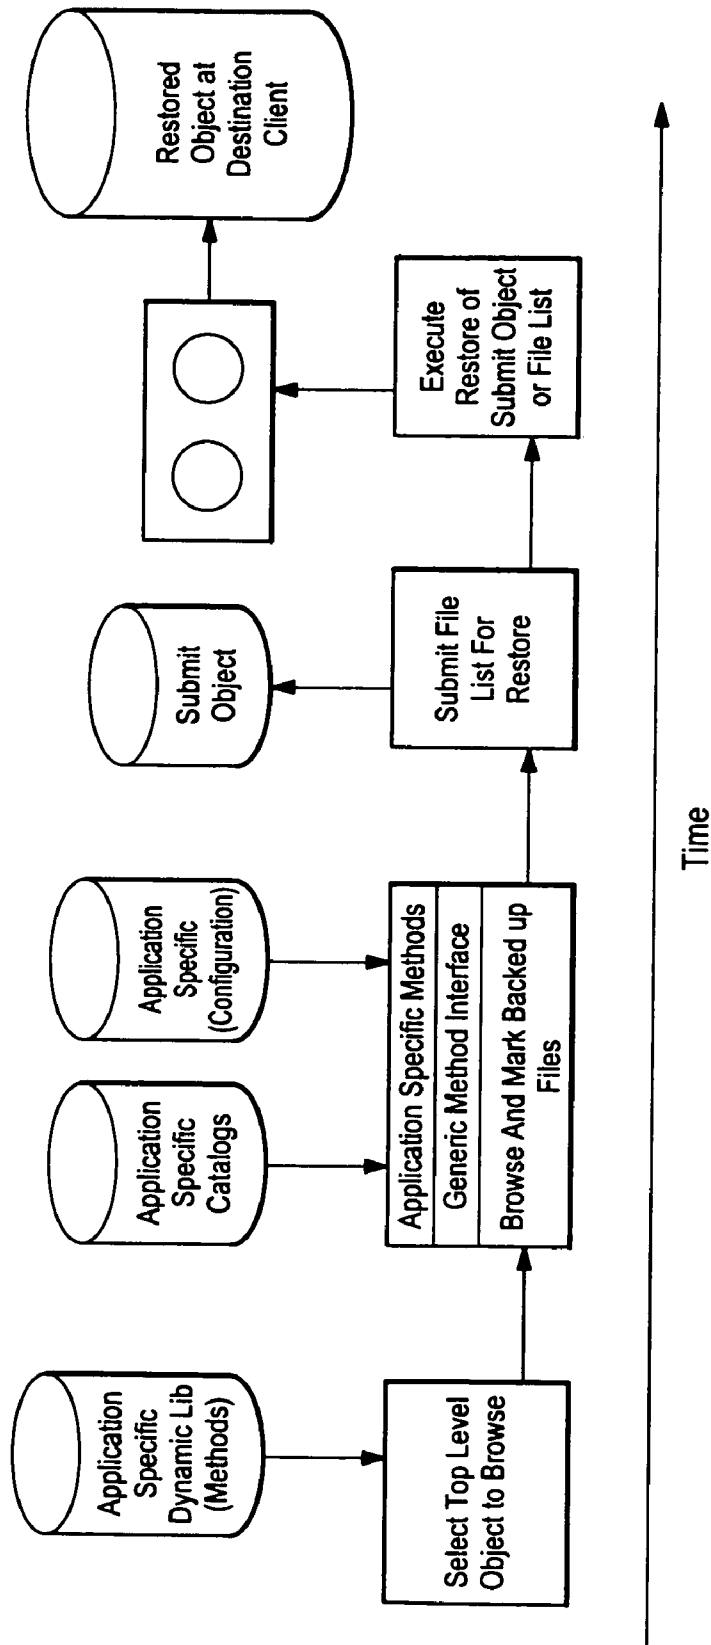 Application
Specific
Dynamic Lib
(Methods)
Select Top Level
Object to Browse
Application
Specific
Catalogs
Application
Specific
(Configuration)
Application Specific Methods
Generic Method Interface
Browse And Mark Backed up
Files
Submit
Object
Submit File
List For
Restore
Execute
Restore of
Submit Object
or File List
Restored
Object at
Destination
Client
Time